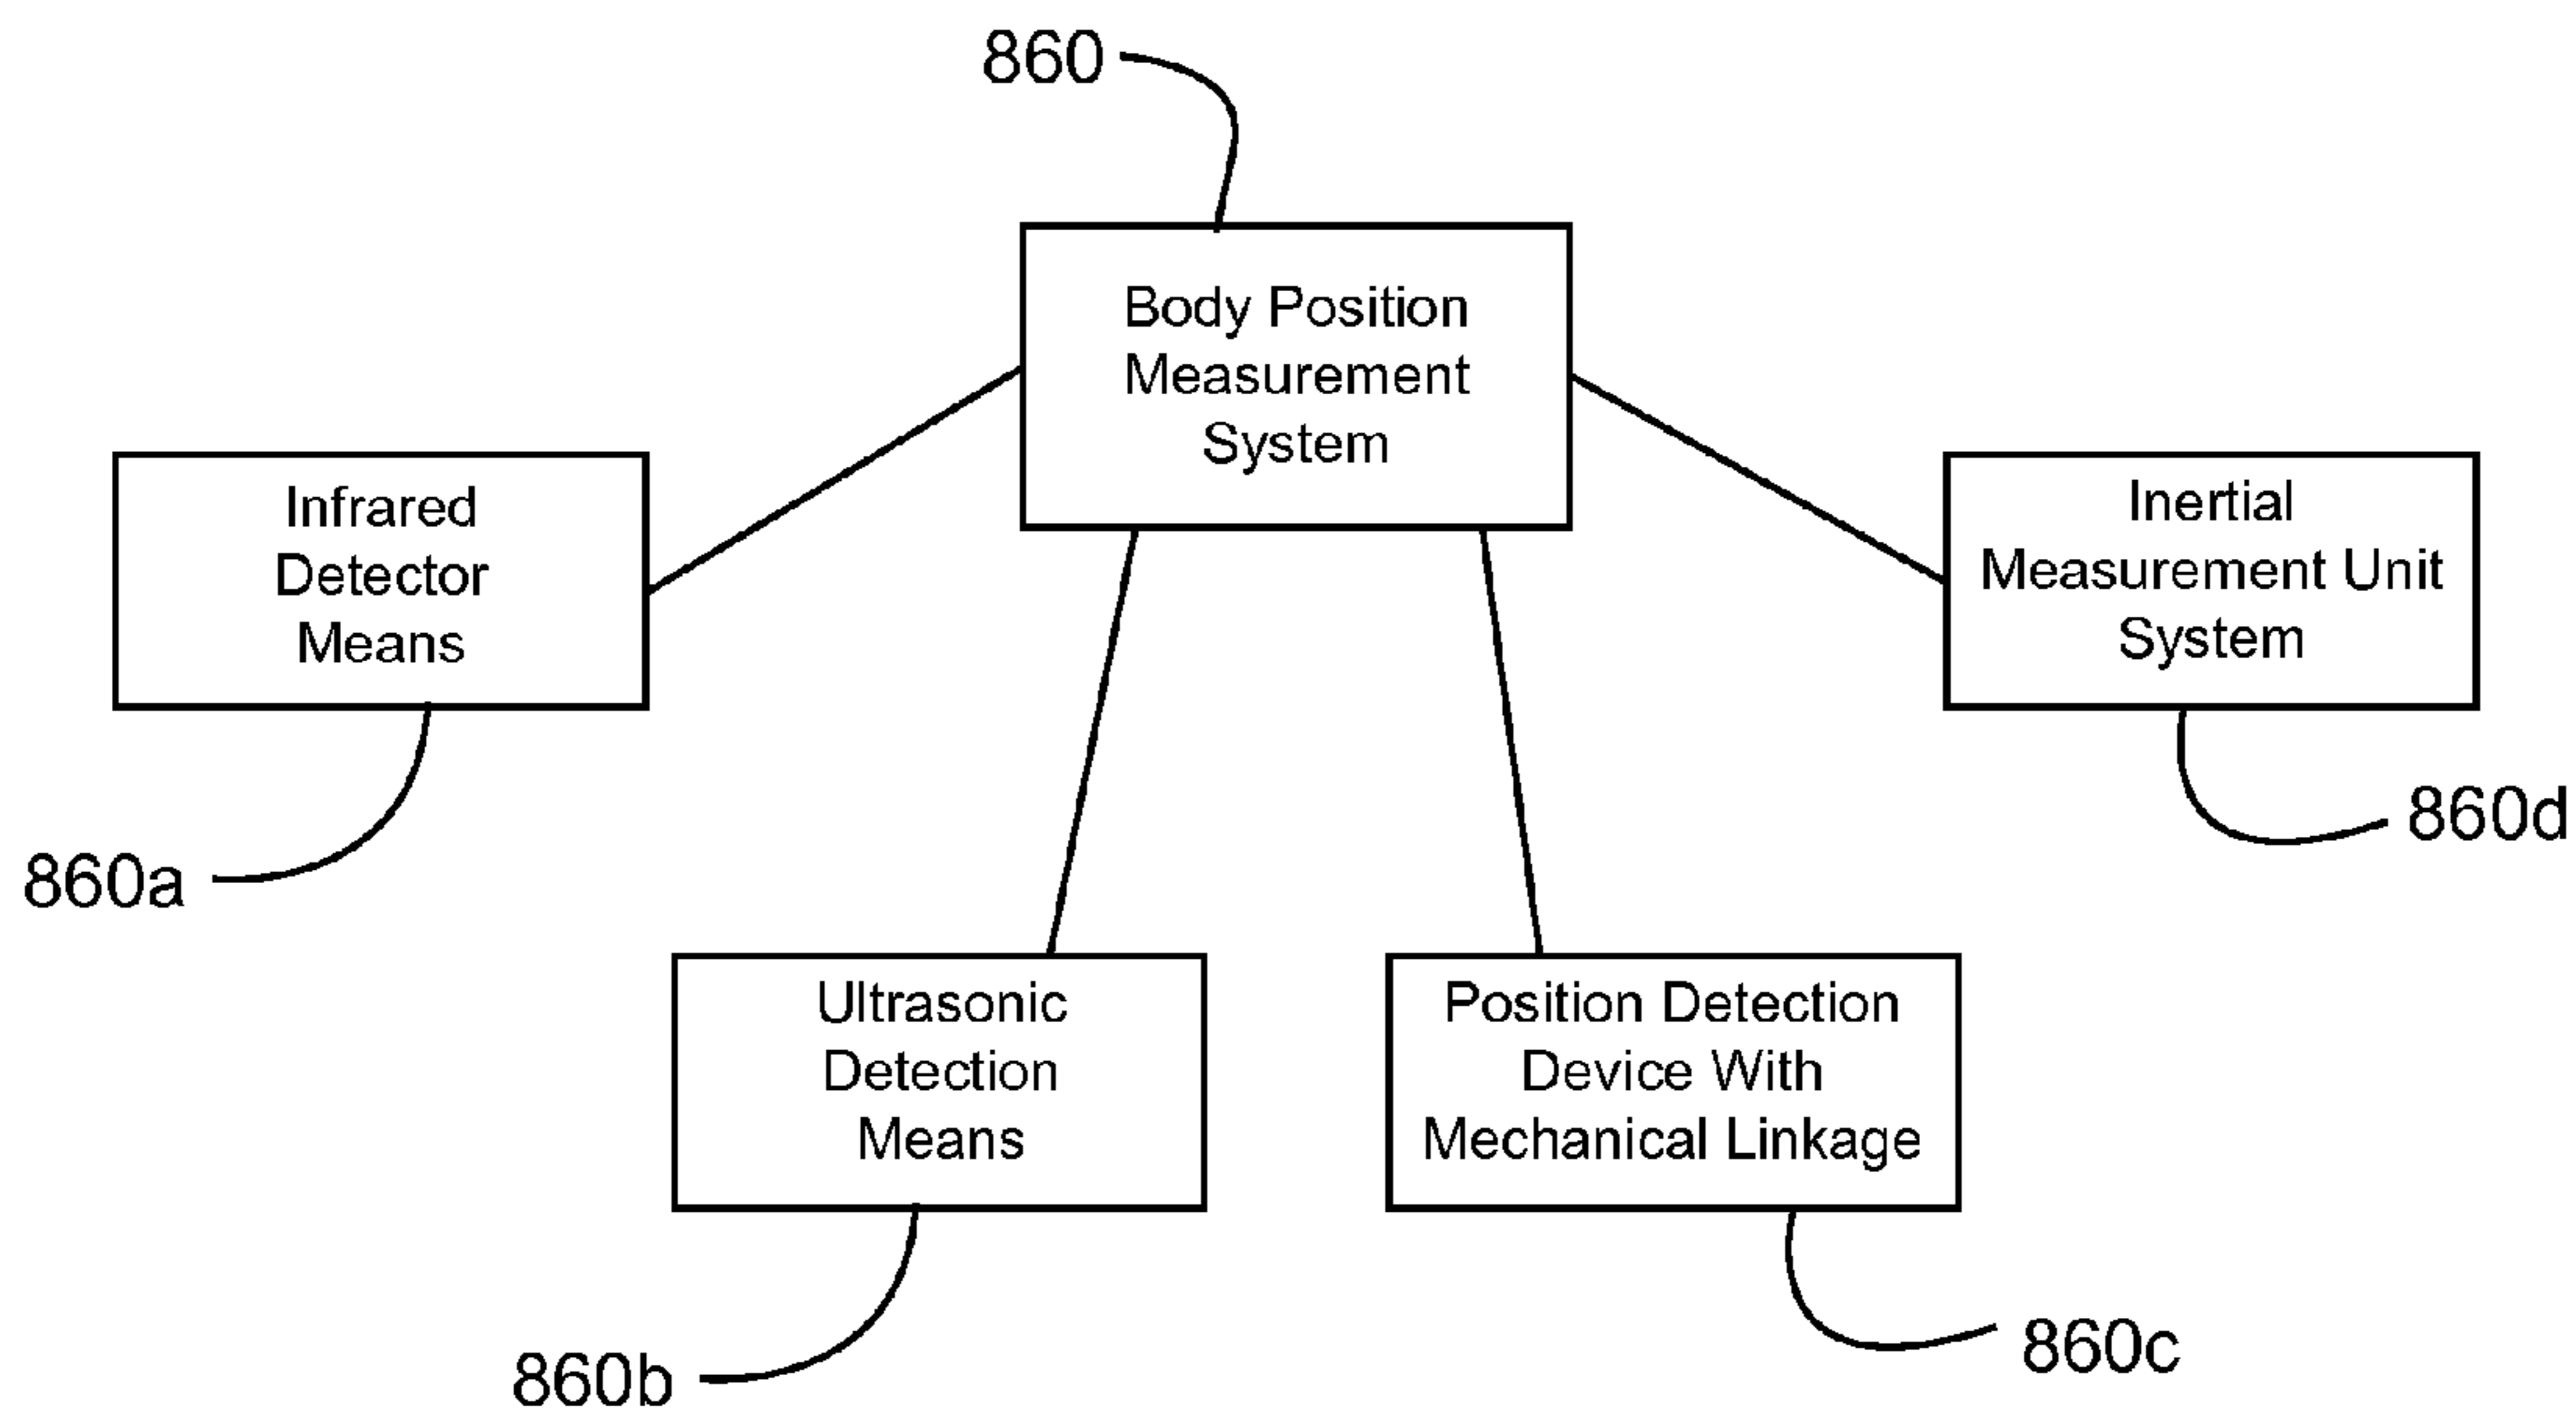 860
Body Position
Measurement
System
Infrared
Detector
Means
860a
Inertial
Measurement Unit
System
860d
Ultrasonic
Detection
Means
860b
Position Detection
Device With
Mechanical Linkage
860c